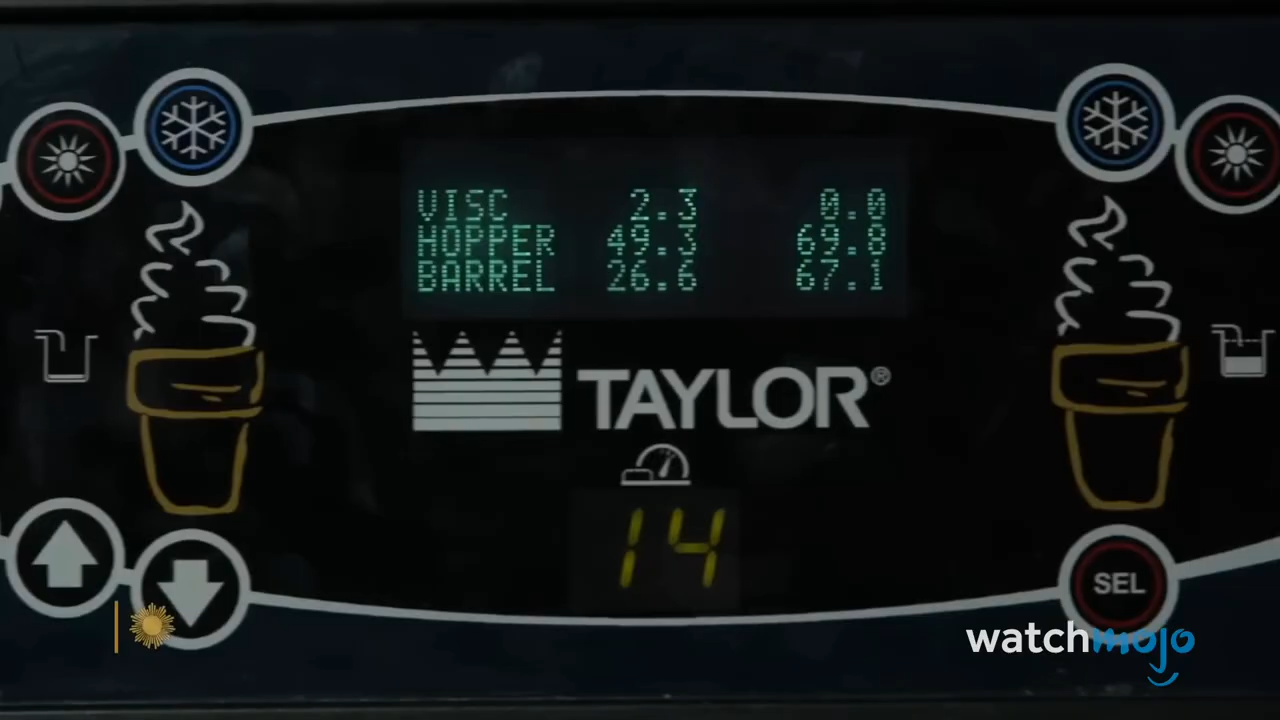 VISC 2.3 0.0
HOPPER 49.3 69.8
BARREL 26.6 67.1
TAYLOR®
14
SEL
watchmojo